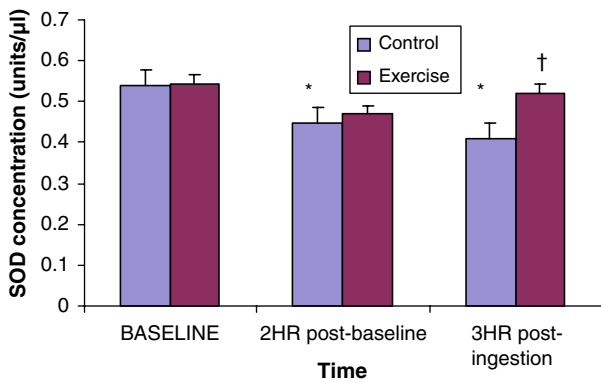 SOD concentration (units/µl)
0.7
0.6
0.5
0.4
0.3
0.2
0.1
0
Control
Exercise
*
*
†
BASELINE
2HR post-baseline
3HR post-
ingestion
Time